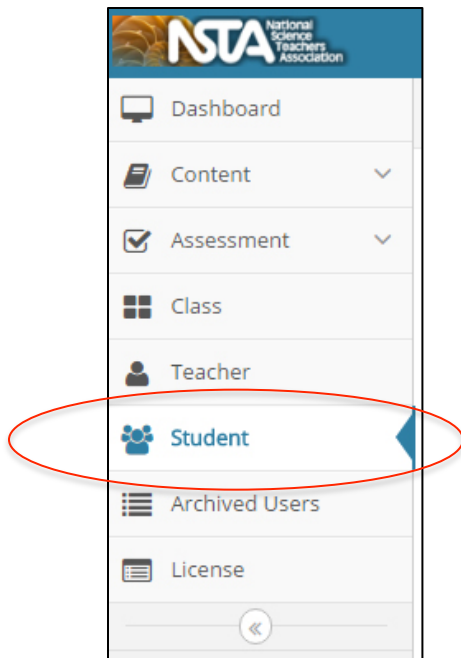 NSTA National
Science
Teachers
Association
Dashboard
Content
Assessment
Class
Teacher
Student
Archived Users
License